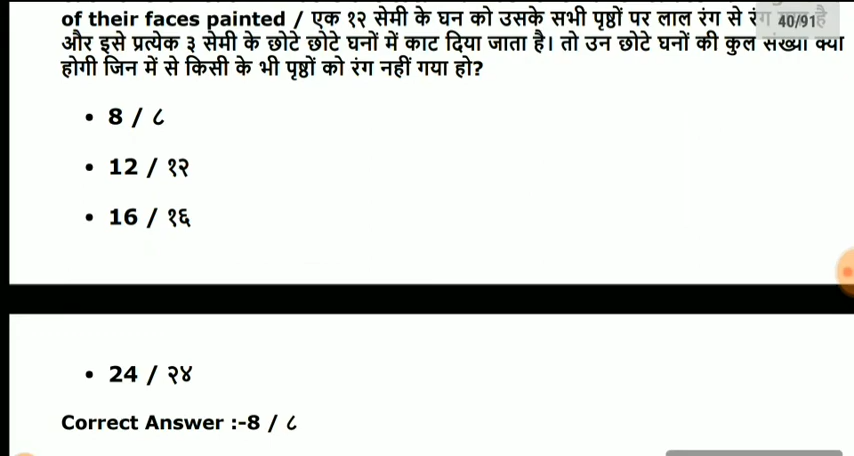 of their faces painted / एक १२ सेमी के घन को उसके सभी पृष्ठों पर लाल रंग से 40/91 है
और इसे प्रत्येक ३ सेमी के छोटे छोटे घनों में काट दिया जाता है। तो उन छोटे घनों की कुल संख्या क्या
होगी जिन में से किसी के भी पृष्ठों को रंग नहीं गया हो?
• 8 / ८
• 12 / १२
• 16 / १६
• 24 / २४
Correct Answer :-8 / ८